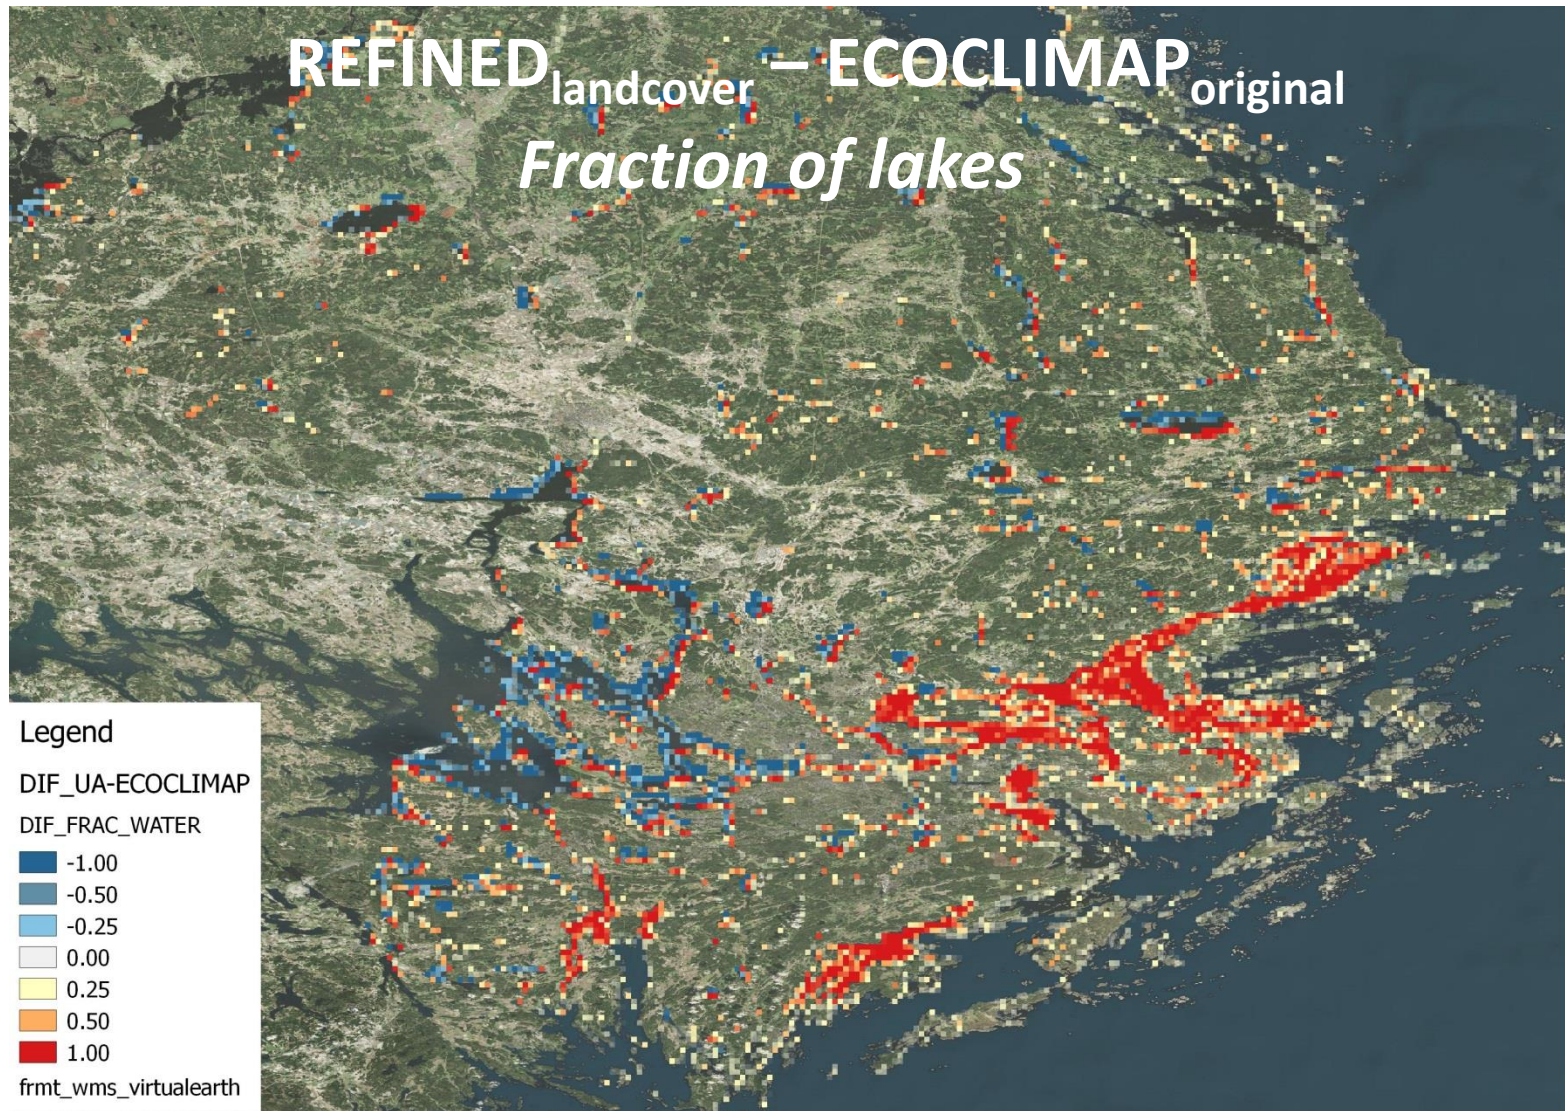 REFINEDlandcover – ECOCLIMAPoriginal
Fraction of lakes
Legend
DIF_UA-ECOCLIMAP
DIF_FRAC_WATER
-1.00
-0.50
-0.25
0.00
0.25
0.50
1.00
frmt_wms_virtualearth